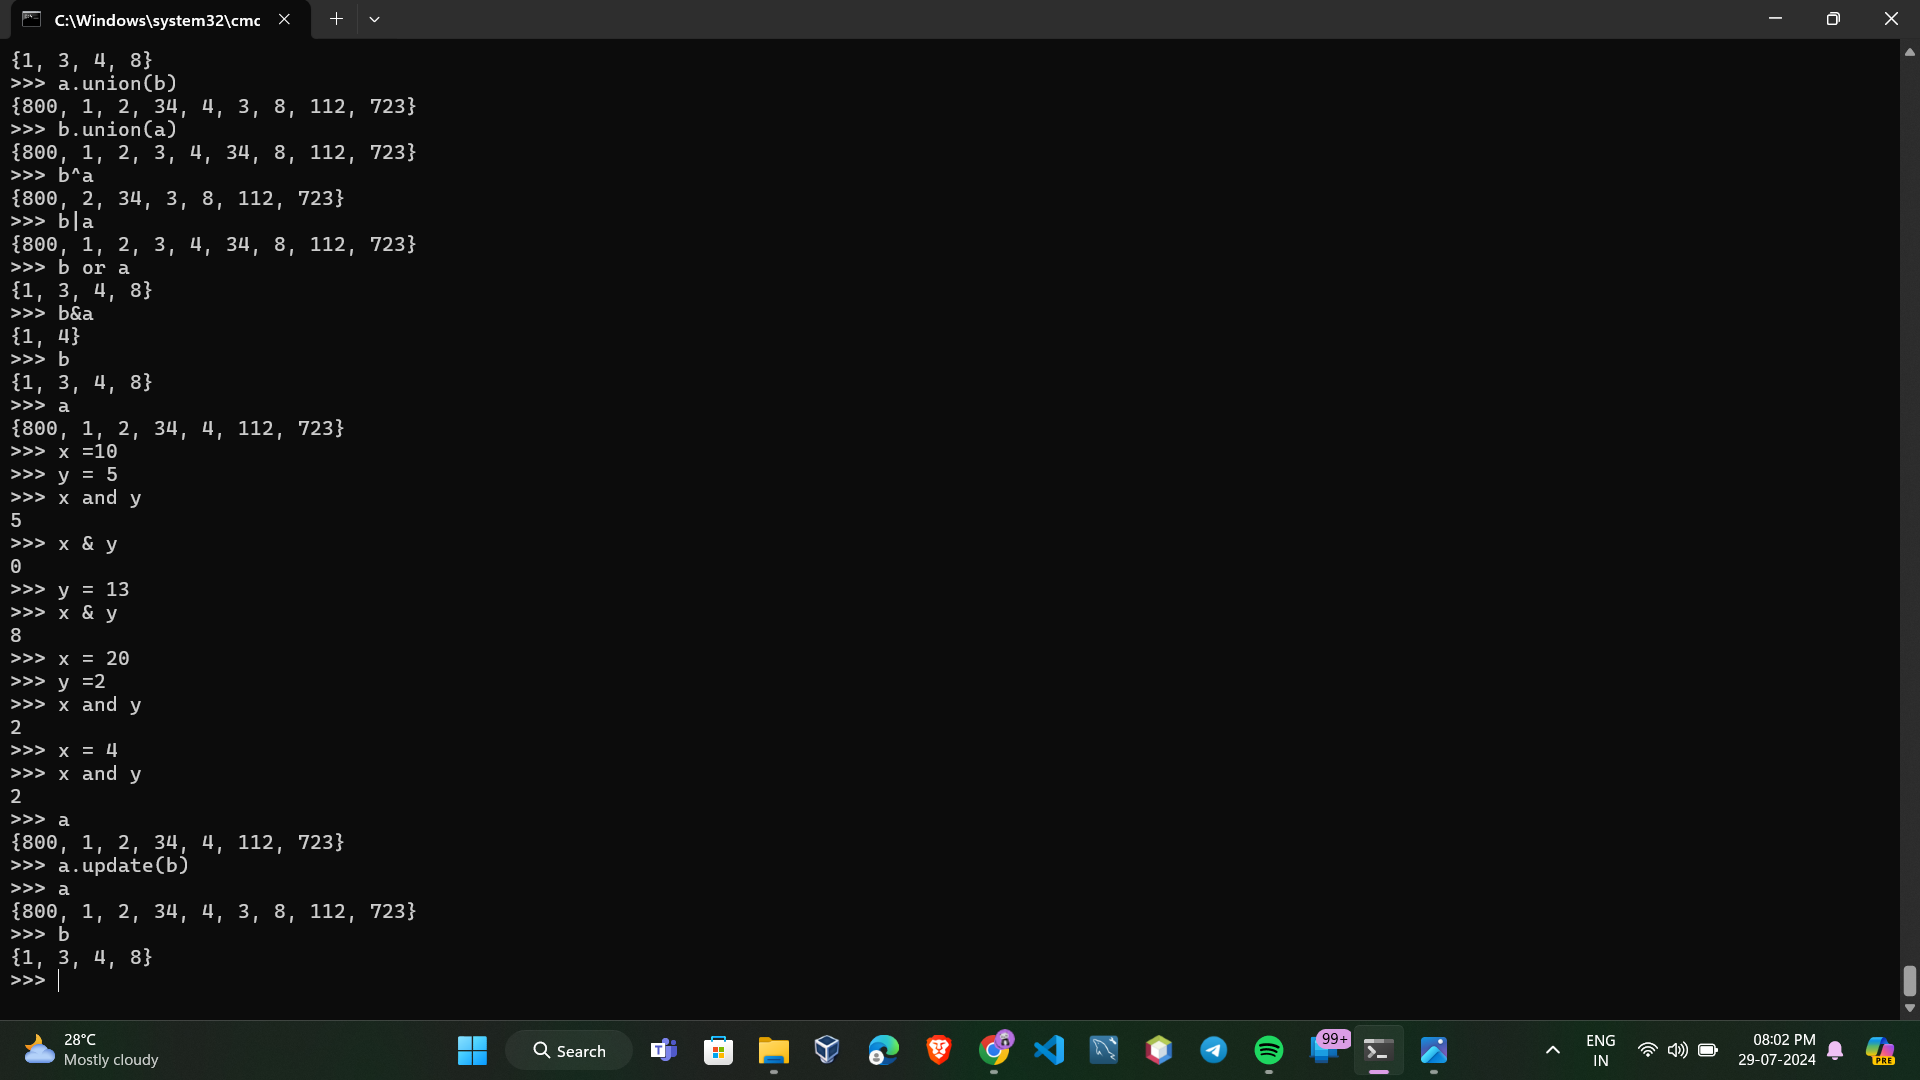 C:\Windows\system32\cmc
{1, 3, 4, 8}
>>> a.union(b)
{800, 1, 2, 34, 4, 3, 8, 112, 723}
>>> b.union(a)
{800, 1, 2, 3, 4, 34, 8, 112, 723}
>>> b^a
{800, 2, 34, 3, 8, 112, 723}
>>> b|a
{800, 1, 2, 3, 4, 34, 8, 112, 723}
>>> b or a
{1, 3, 4, 8}
>>> b&a
{1, 4}
>>> b
{1, 3, 4, 8}
>>> a
{800, 1, 2, 34, 4, 112, 723}
>>> x =10
>>> y = 5
>>> x and y
5
>>> x & y
0
>>> y = 13
>>> x & y
8
>>> x = 20
>>> y =2
>>> x and y
2
>>> x = 4
>>> x and y
2
>>> a
{800, 1, 2, 34, 4, 112, 723}
>>> a.update(b)
>>> a
{800, 1, 2, 34, 4, 3, 8, 112, 723}
>>> b
{1, 3, 4, 8}
>>>
28°C
Mostly cloudy
Search
99+
ENG
IN
08:02 PM
29-07-2024
PRE